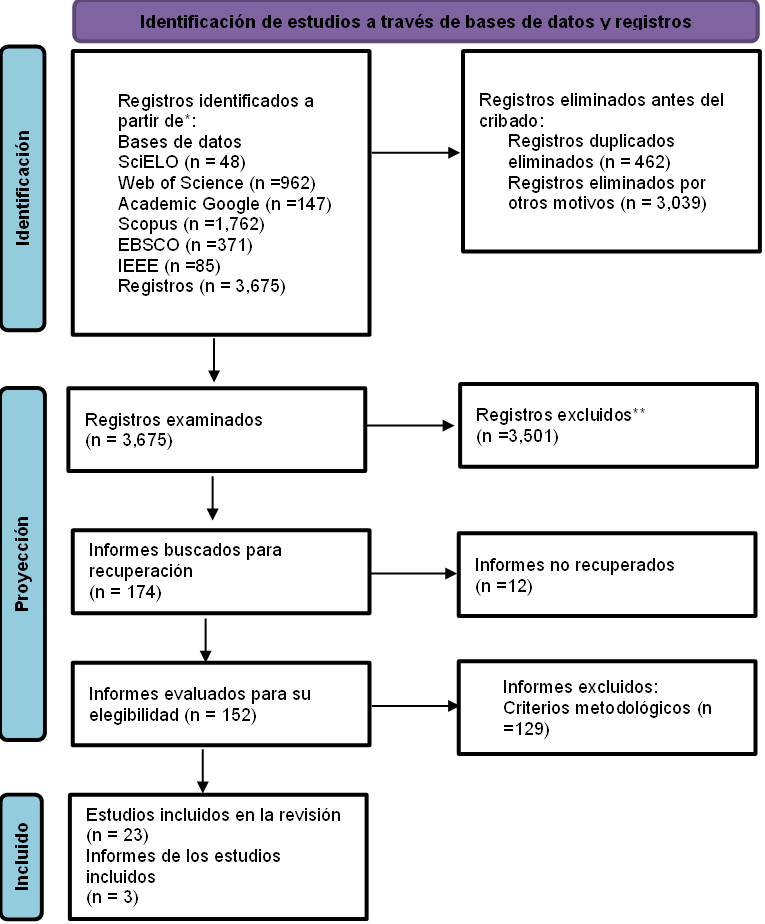 Identificación de estudios a través de bases de datos y registros
Identificación
Registros identificados a
partir de*:
Bases de datos
SciELO (n = 48)
Web of Science (n =962)
Academic Google (n =147)
Scopus (n =1,762)
EBSCO (n =371)
IEEE (n =85)
Registros (n = 3,675)
Registros eliminados antes del
cribado:
Registros duplicados
eliminados (n = 462)
Registros eliminados por
otros motivos (n = 3,039)
Proyección
Registros examinados
(n = 3,675)
Registros excluidos**
(n =3,501)
Informes buscados para
recuperación
(n = 174)
Informes no recuperados
(n =12)
Informes evaluados para su
elegibilidad (n = 152)
Informes excluidos:
Criterios metodológicos (n
=129)
Incluido
Estudios incluidos en la revisión
(n = 23)
Informes de los estudios
incluidos
(n = 3)